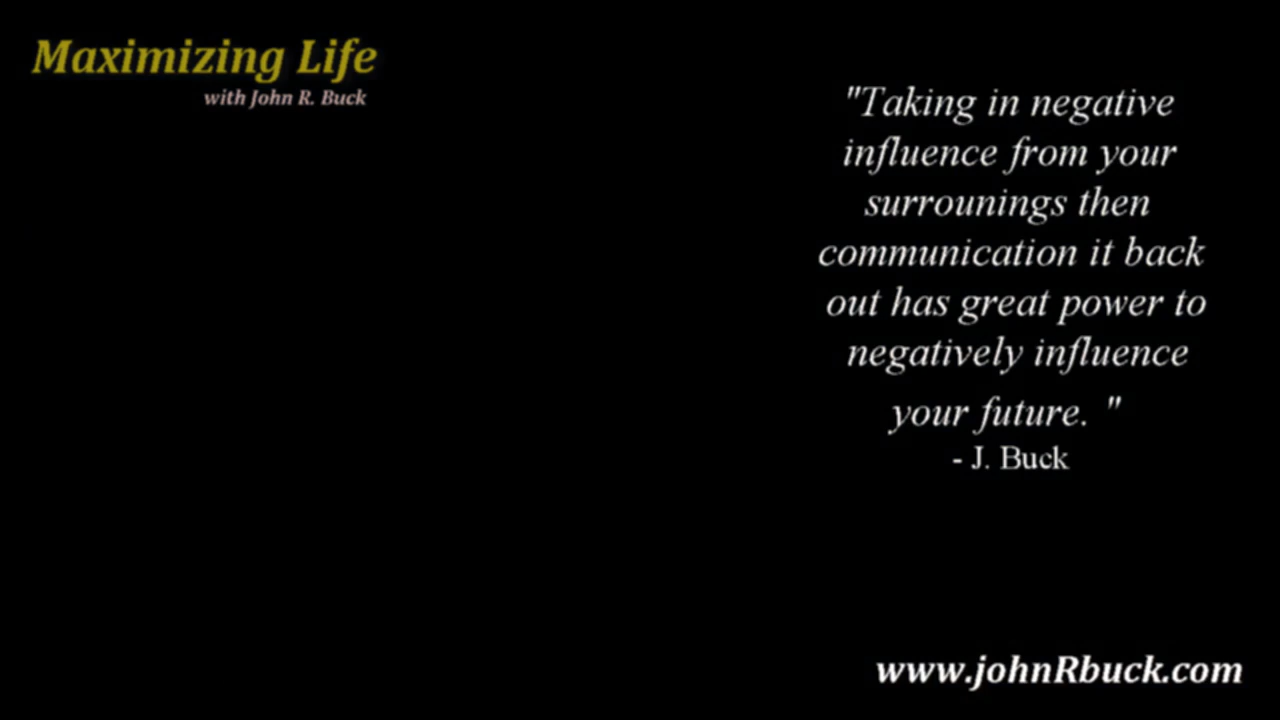 Maximizing Life
with John R. Buck
"Taking in negative
influence from your
surrounings then
communication it back
out has great power to
negatively influence
your future. "
- J. Buck
www.johnRbuck.com